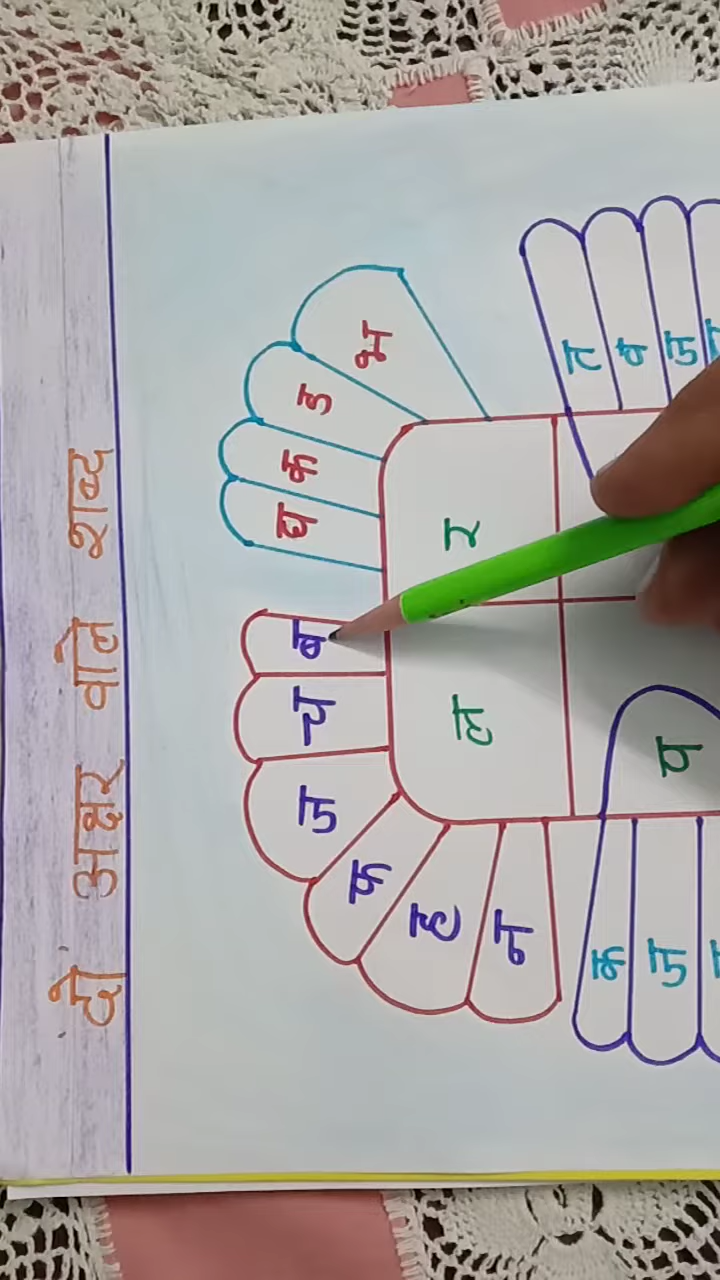 दो अक्षर वाले शब्द
न
ह
फ
ज
च
ब
ल
घ
क
ड
भ
र
क
ज
प
त
व
ज